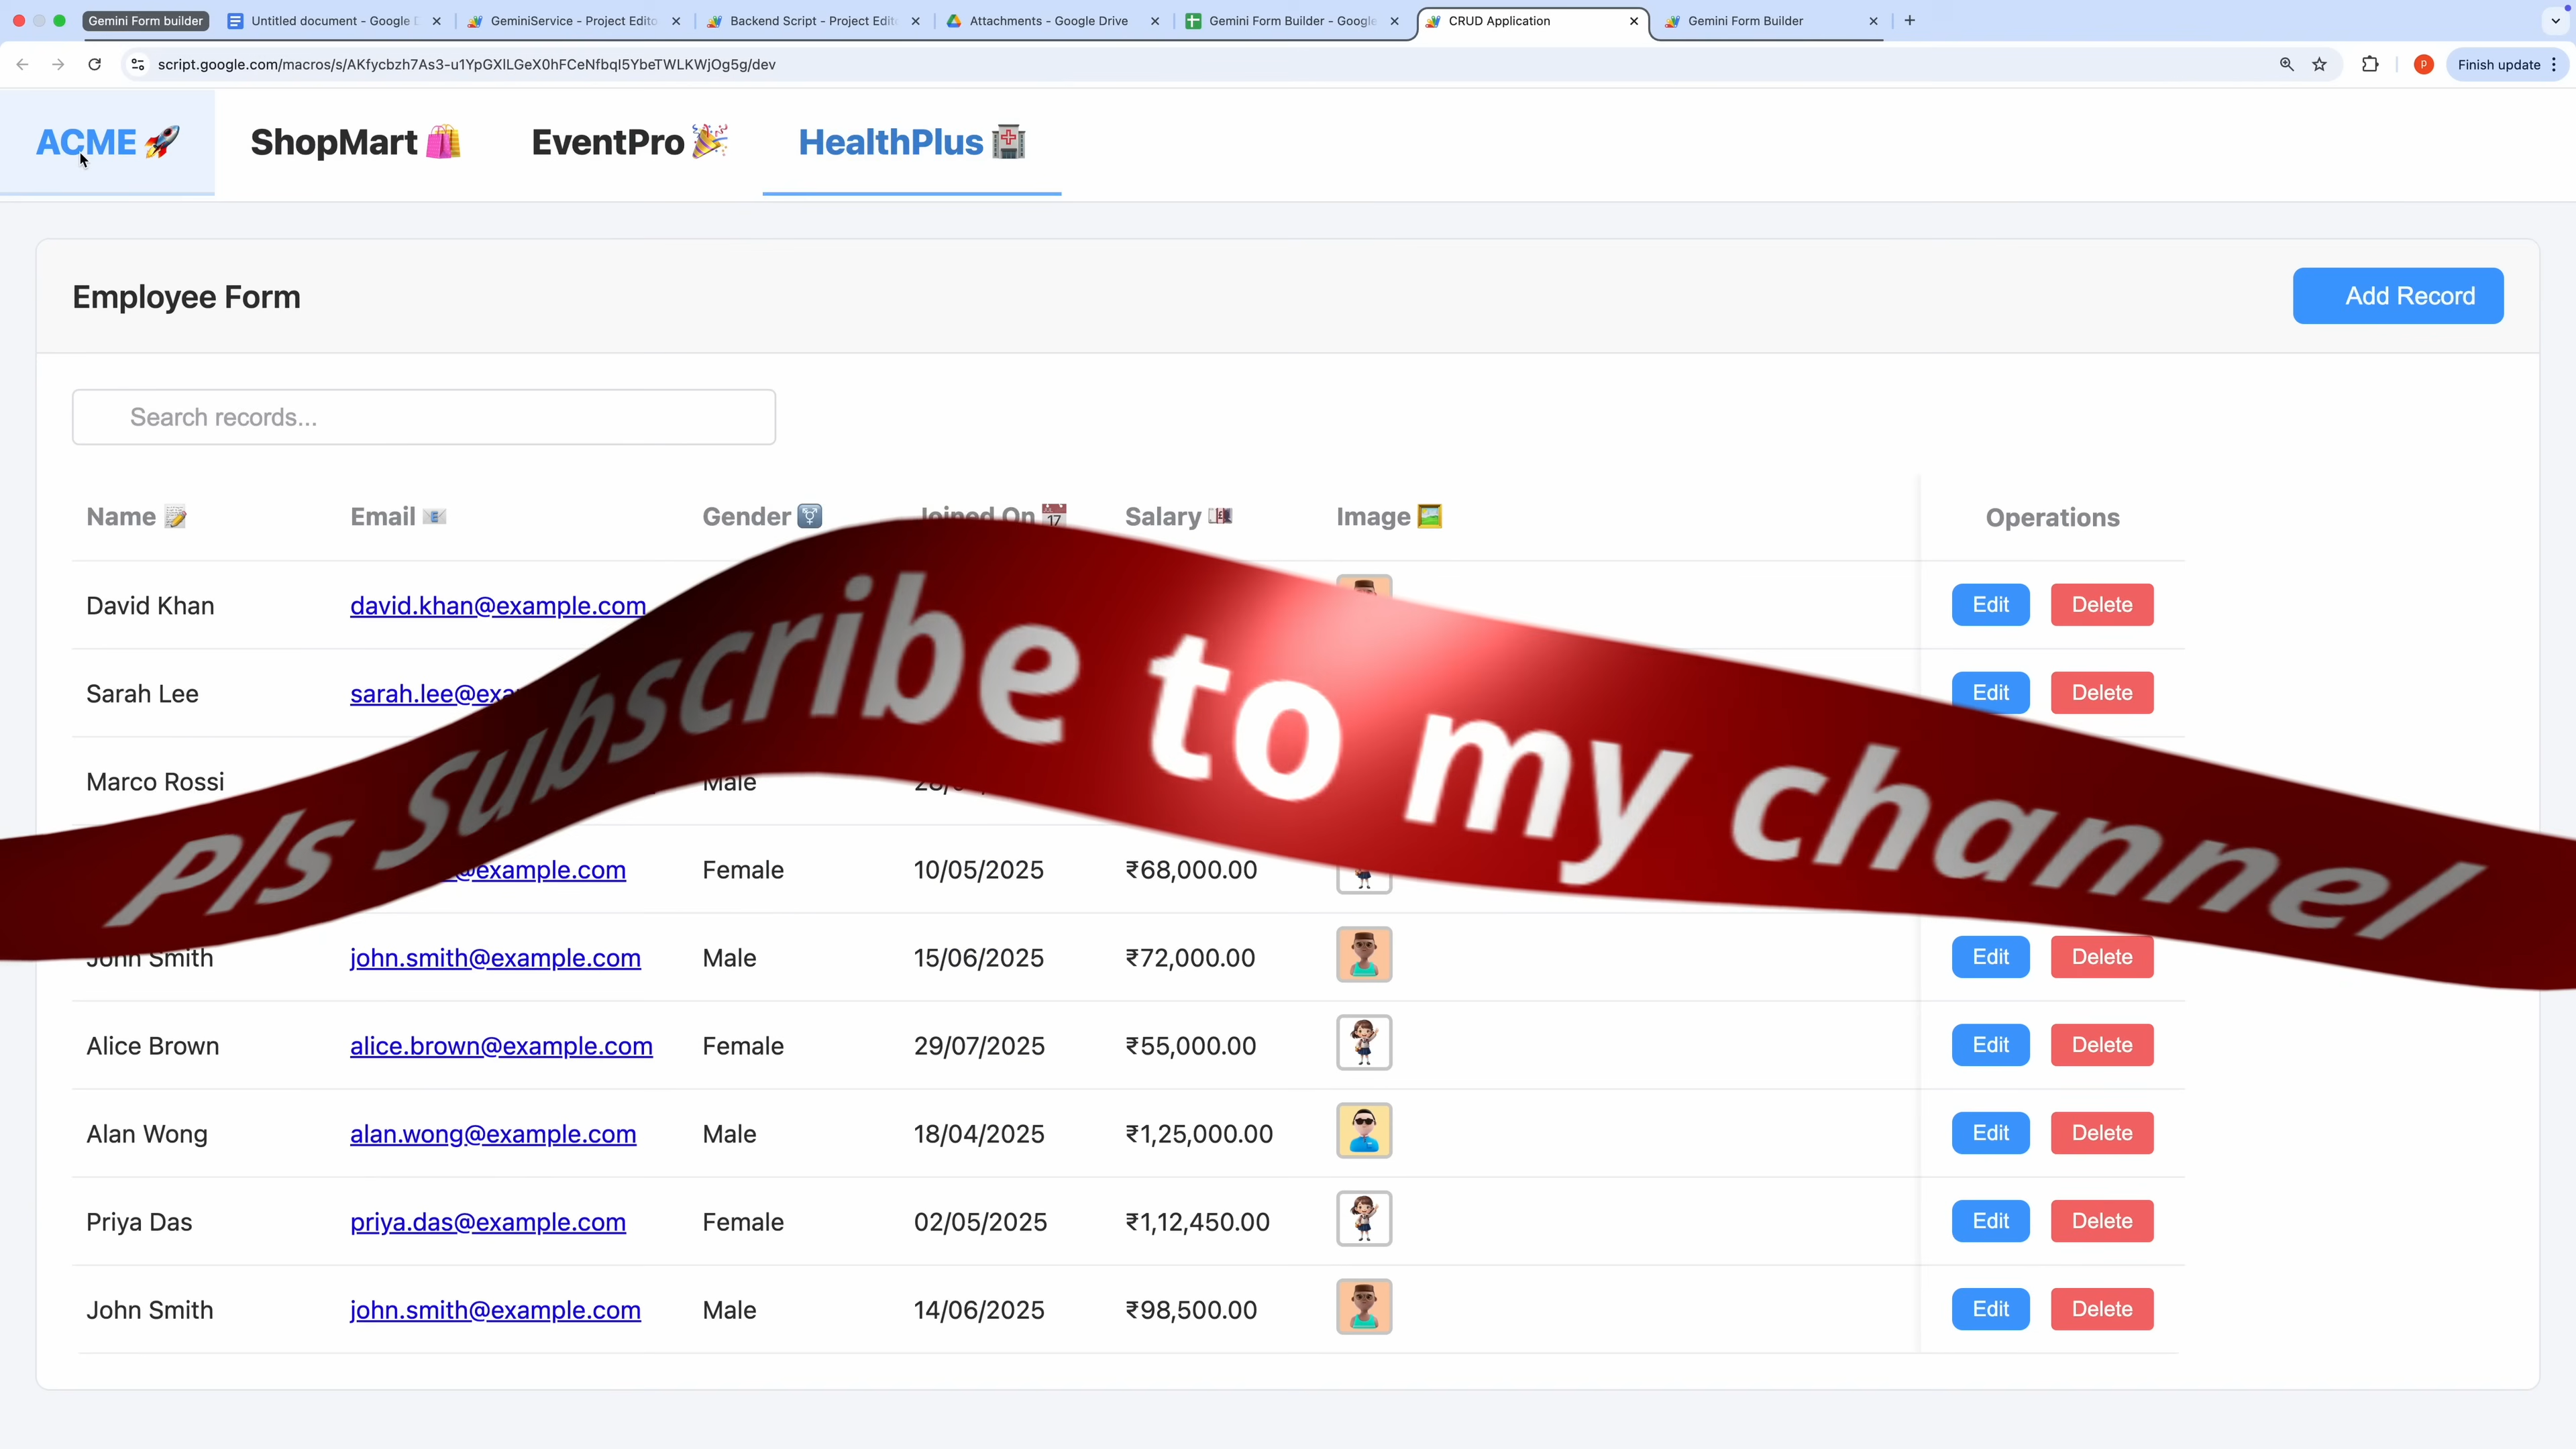 Gemini Form builder
Untitled document - Google D
GeminiService - Project Edito
Backend Script - Project Edito
Attachments - Google Drive
Gemini Form Builder - Google
CRUD Application
Gemini Form Builder
script.google.com/macros/s/AKfycbzh7As3-u1YpGXlLGeX0hFCeNfbqI5YbeTWLKWjOg5g/dev
P
Finish update
ACME 🚀
ShopMart 🛍️
EventPro 🎉
HealthPlus 🏥
Employee Form
Add Record
Search records...
Name 📝 Email 📧 Gender ⚧ Joined On 📅 Salary 💷 Image 🖼️ Operations
David Khan david.khan@example.com Edit Delete
Sarah Lee Edit Delete
Marco Rossi Male
Pls Subscribe to my channel
@example.com Female 10/05/2025 ₹68,000.00
John Smith john.smith@example.com Male 15/06/2025 ₹72,000.00 Edit Delete
Alice Brown alice.brown@example.com Female 29/07/2025 ₹55,000.00 Edit Delete
Alan Wong alan.wong@example.com Male 18/04/2025 ₹1,25,000.00 Edit Delete
Priya Das priya.das@example.com Female 02/05/2025 ₹1,12,450.00 Edit Delete
John Smith john.smith@example.com Male 14/06/2025 ₹98,500.00 Edit Delete